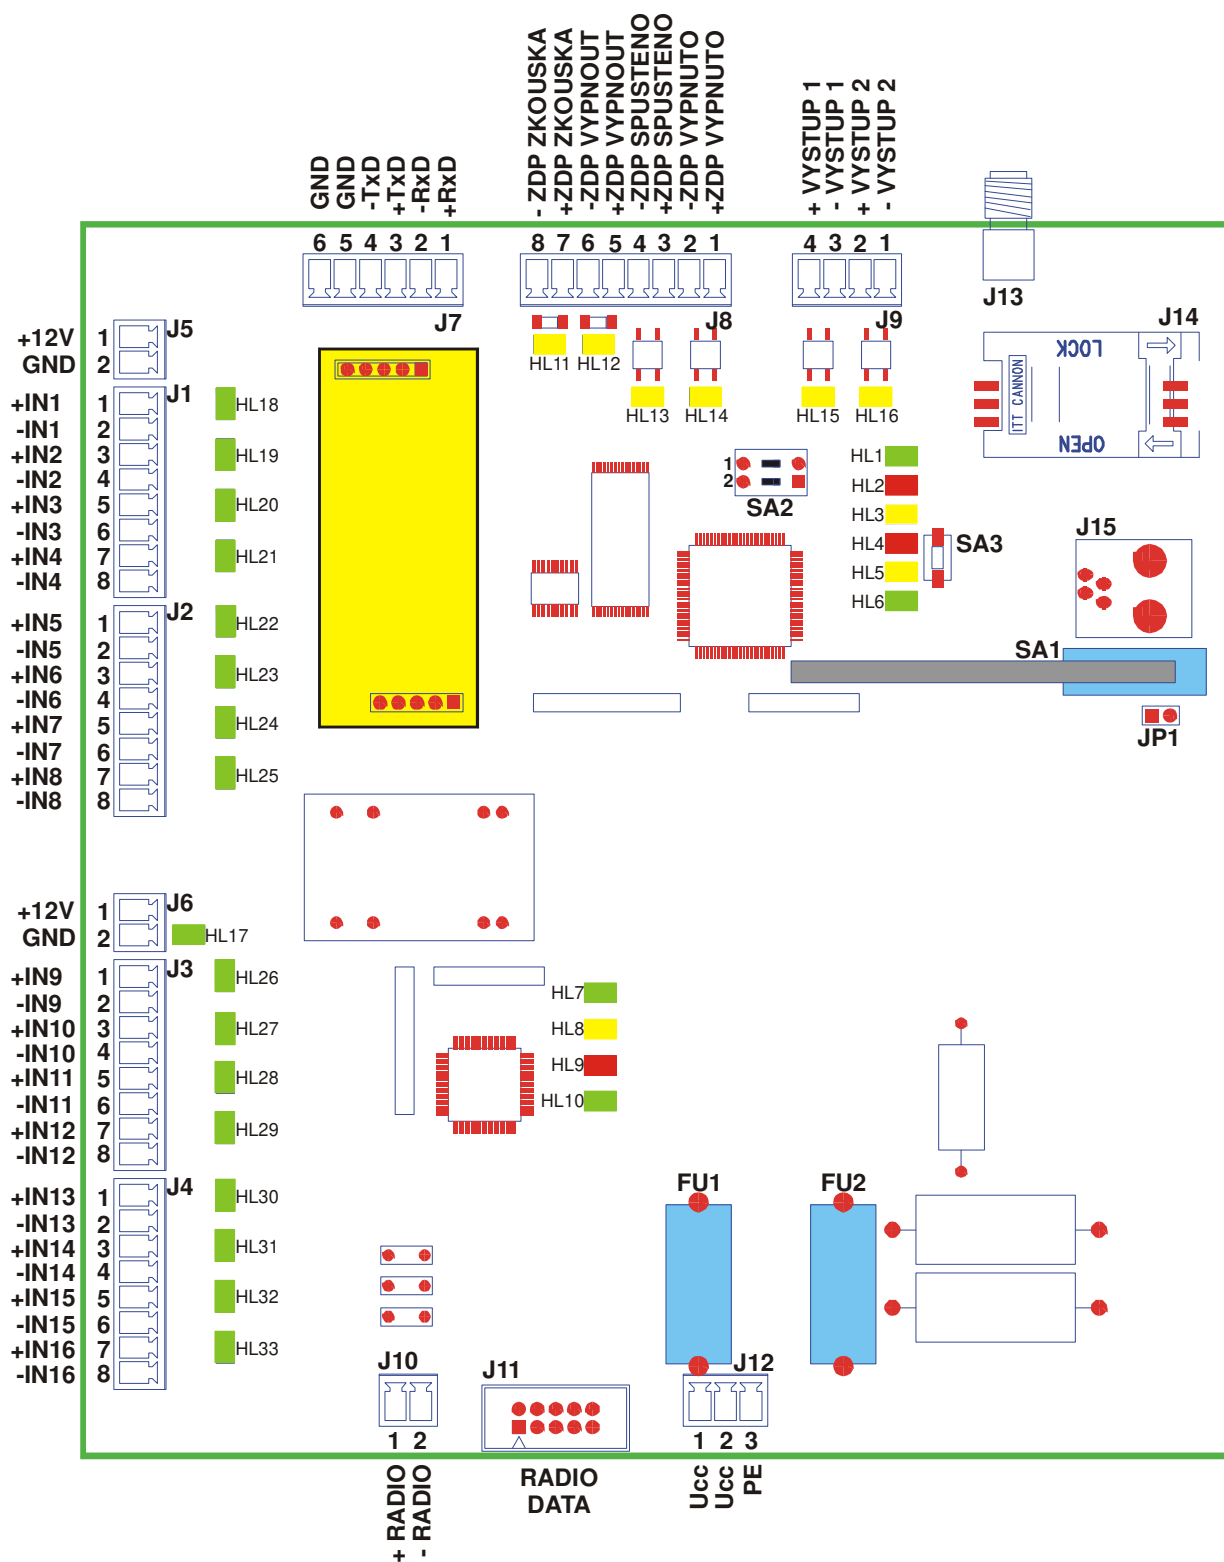 GND
GND
-TxD
+TxD
-RxD
+RxD
- ZDP ZKOUSKA
+ZDP ZKOUSKA
-ZDP VYPNOUT
+ZDP VYPNOUT
-ZDP SPUSTENO
+ZDP SPUSTENO
-ZDP VYPNUTO
+ZDP VYPNUTO
+ VYSTUP 1
- VYSTUP 1
+ VYSTUP 2
- VYSTUP 2
6 5 4 3 2 1
J7
8 7 6 5 4 3 2 1
J8
4 3 2 1
J9
J13
J14
LOCK
ITT CANNON
OPEN
HL11
HL12
HL13
HL14
HL15
HL16
J5
+12V 1
GND 2
J1
+IN1 1
HL18
-IN1 2
+IN2 3
HL19
-IN2 4
+IN3 5
HL20
-IN3 6
+IN4 7
HL21
-IN4 8
J2
+IN5 1
HL22
-IN5 2
+IN6 3
HL23
-IN6 4
+IN7 5
HL24
-IN7 6
+IN8 7
HL25
-IN8 8
1
2
SA2
HL1
HL2
HL3
HL4
HL5
HL6
SA3
J15
SA1
JP1
J6
+12V 1
GND 2
HL17
J3
+IN9 1
HL26
-IN9 2
+IN10 3
HL27
-IN10 4
+IN11 5
HL28
-IN11 6
+IN12 7
HL29
-IN12 8
HL7
HL8
HL9
HL10
J4
+IN13 1
HL30
-IN13 2
+IN14 3
HL31
-IN14 4
+IN15 5
HL32
-IN15 6
+IN16 7
HL33
-IN16 8
FU1
FU2
J10
J11
J12
1 2
1 2 3
+ RADIO
- RADIO
RADIO
DATA
Ucc
Ucc
PE